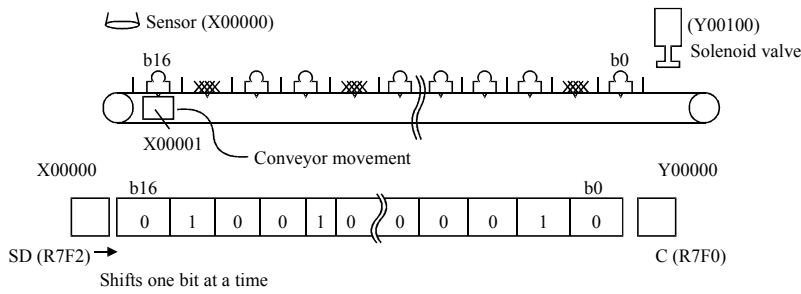 Sensor (X00000)
(Y00100)
Solenoid valve
b16
b0
X00001
Conveyor movement
X00000
Y00000
b16
b0
0 1 0 0 1 0 0 0 0 1 0
SD (R7F2)
C (R7F0)
Shifts one bit at a time